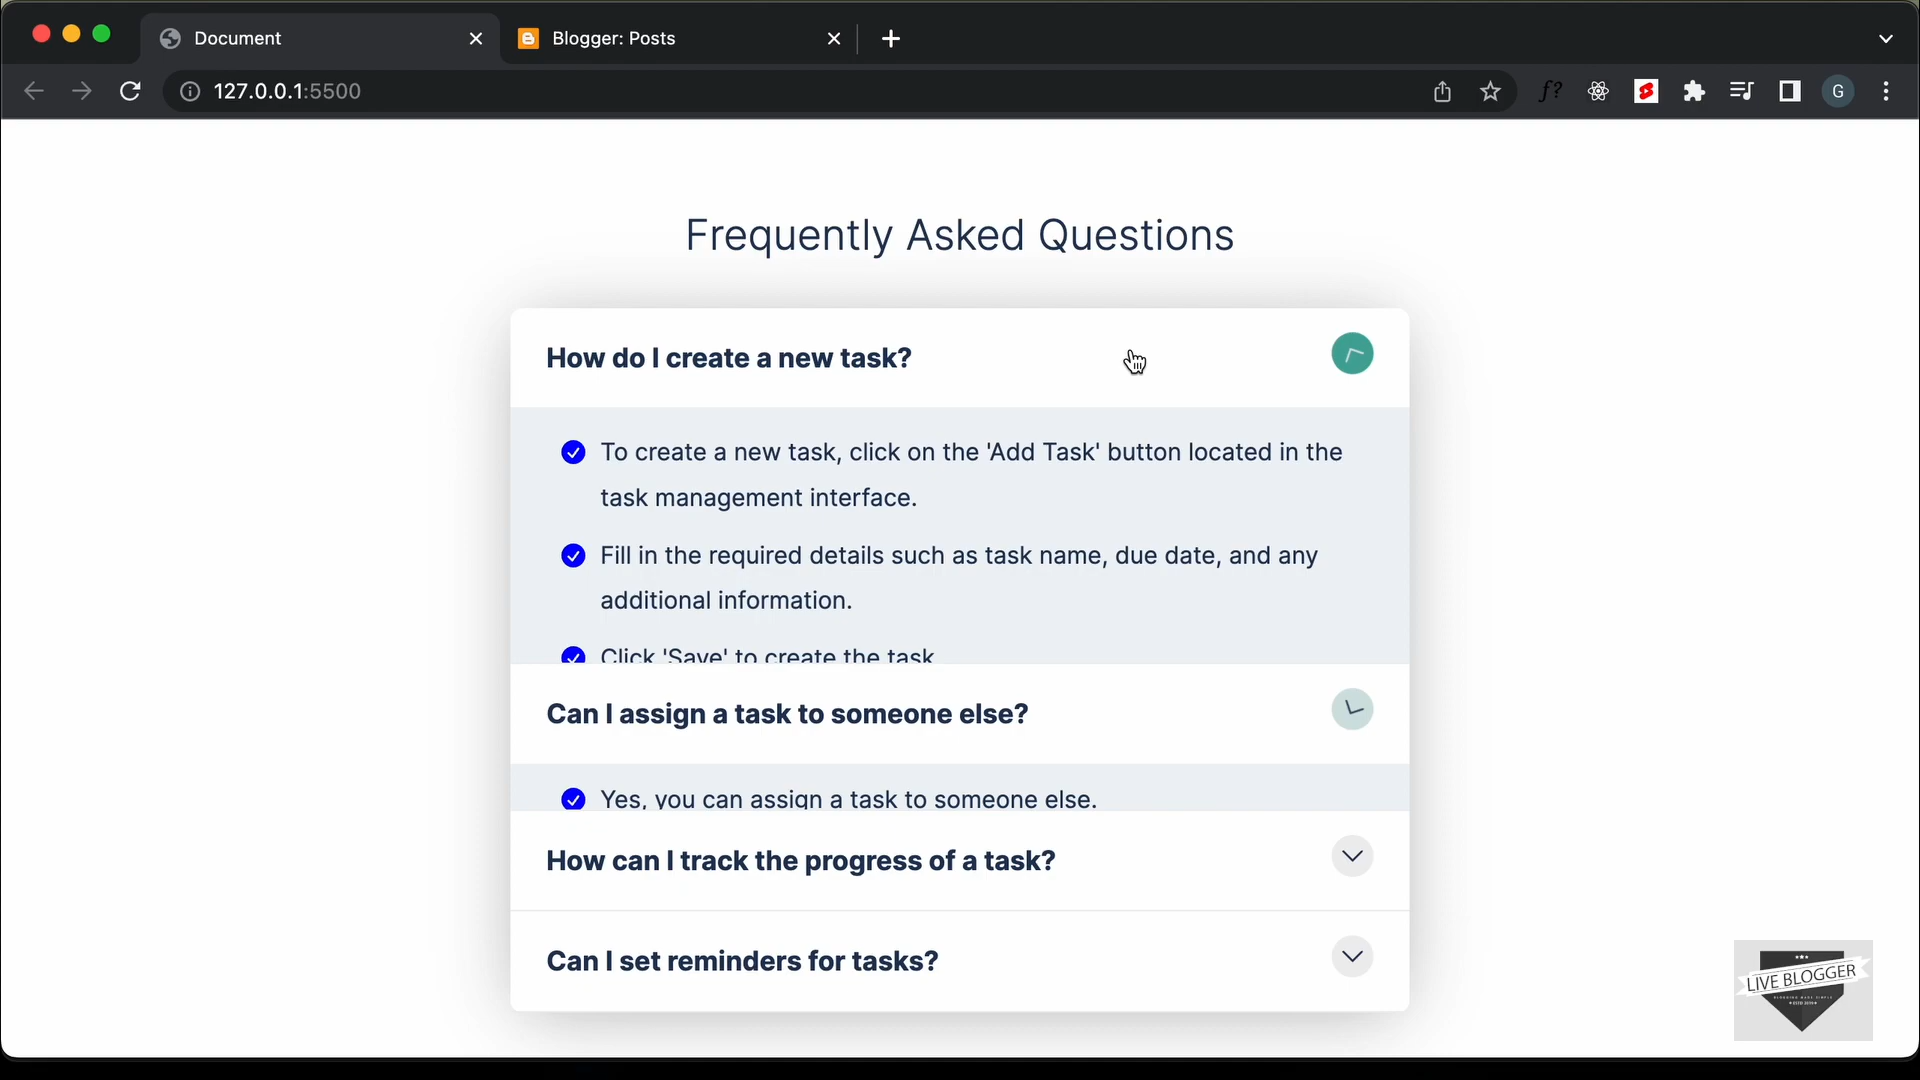 Document
Blogger: Posts
127.0.0.1:5500
f?
G
Frequently Asked Questions
How do I create a new task?
To create a new task, click on the 'Add Task' button located in the
task management interface.
Fill in the required details such as task name, due date, and any
additional information.
Click 'Save' to create the task
Can I assign a task to someone else?
Yes, you can assign a task to someone else.
How can I track the progress of a task?
Can I set reminders for tasks?
LIVE BLOGGER
BLOGGING MADE SIMPLE